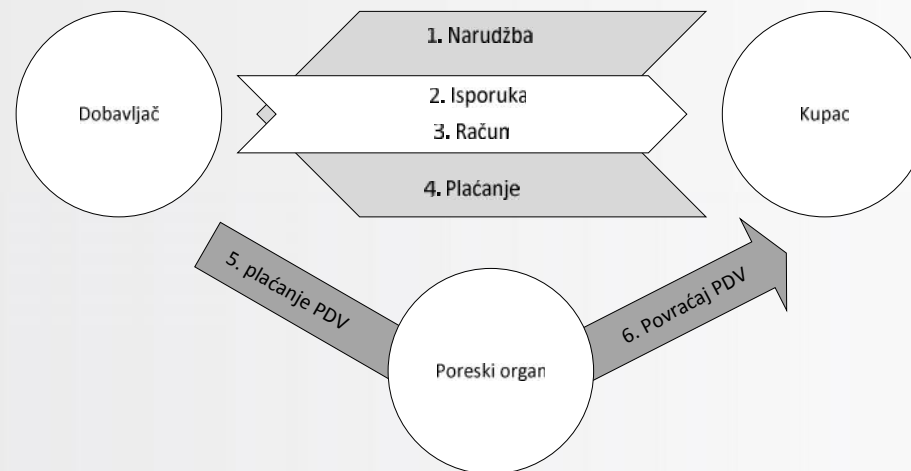 1. Narudžba
2. Isporuka
Dobavljač
Kupac
3. Račun
4. Plaćanje
5. plaćanje PDV
6. Povraćaj PDV
Poreski organ